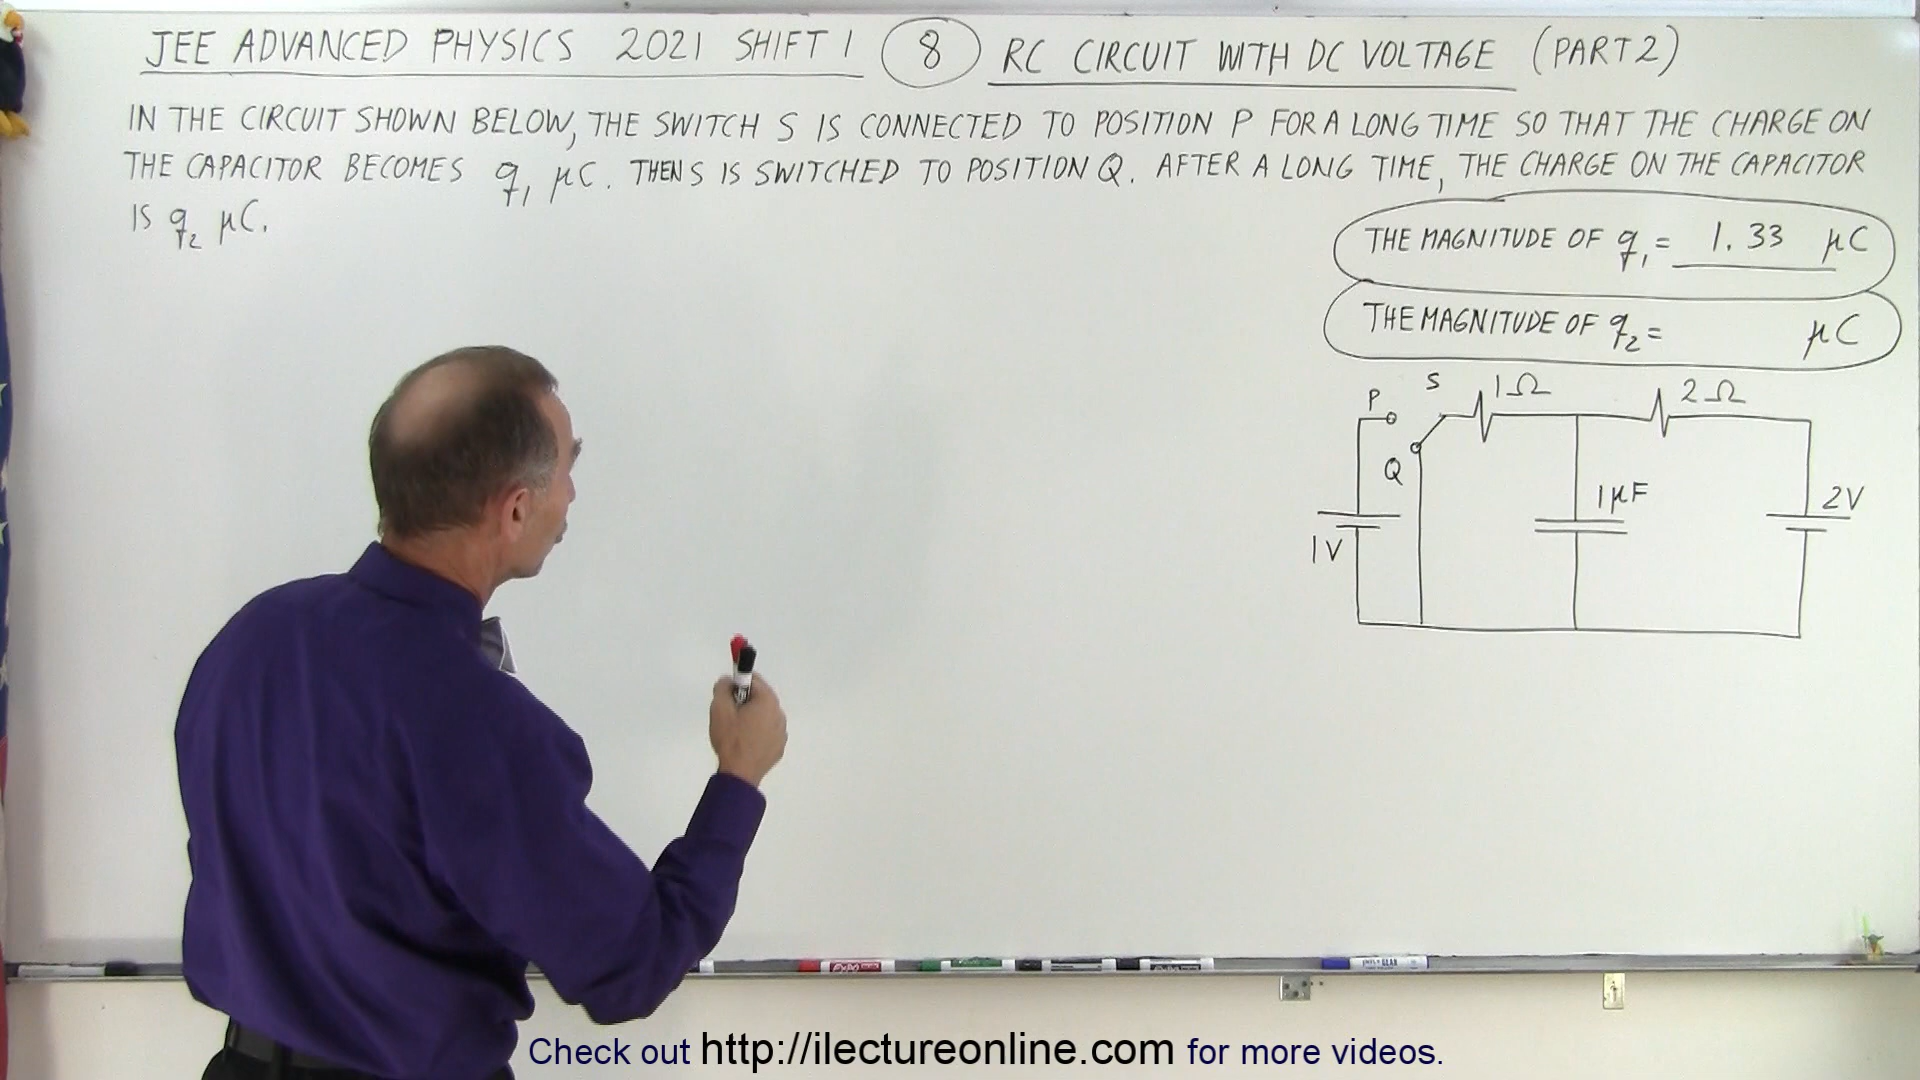 JEE ADVANCED PHYSICS 2021 SHIFT 1 (8) RC CIRCUIT WITH DC VOLTAGE (PART 2)
IN THE CIRCUIT SHOWN BELOW, THE SWITCH S IS CONNECTED TO POSITION P FOR A LONG TIME SO THAT THE CHARGE ON
THE CAPACITOR BECOMES q₁ μC. THEN S IS SWITCHED TO POSITION Q. AFTER A LONG TIME, THE CHARGE ON THE CAPACITOR
IS q₂ μC.
THE MAGNITUDE OF q₁ = 1.33 μC
THE MAGNITUDE OF q₂ = μC
P S 1Ω 2Ω
Q
1μF 2V
1V
EXPO
Check out http://ilectureonline.com for more videos.